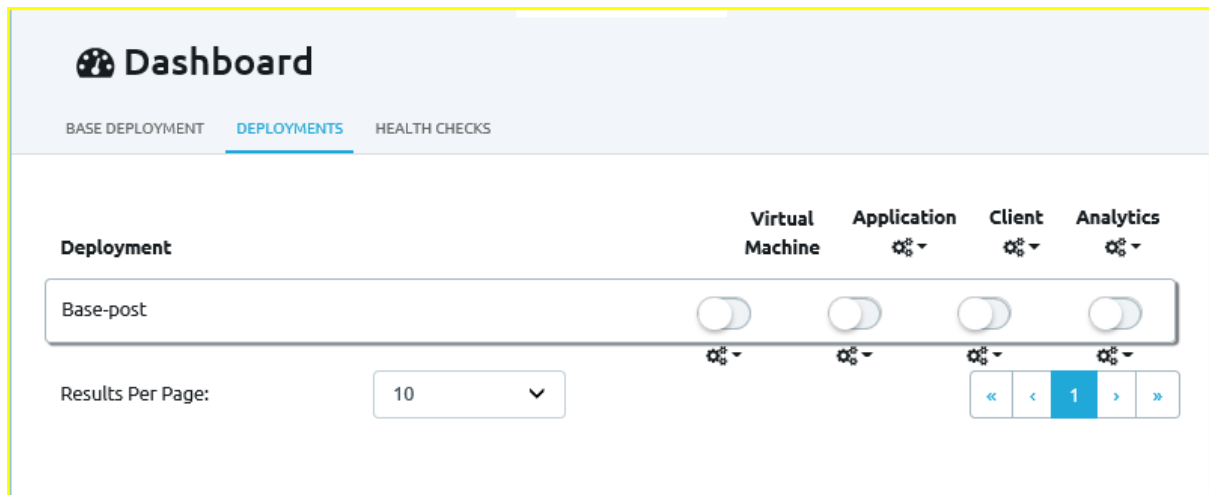 Dashboard
BASE DEPLOYMENT DEPLOYMENTS HEALTH CHECKS
Deployment Virtual Machine Application Client Analytics
Base-post
Results Per Page: 10 « ‹ 1 › »